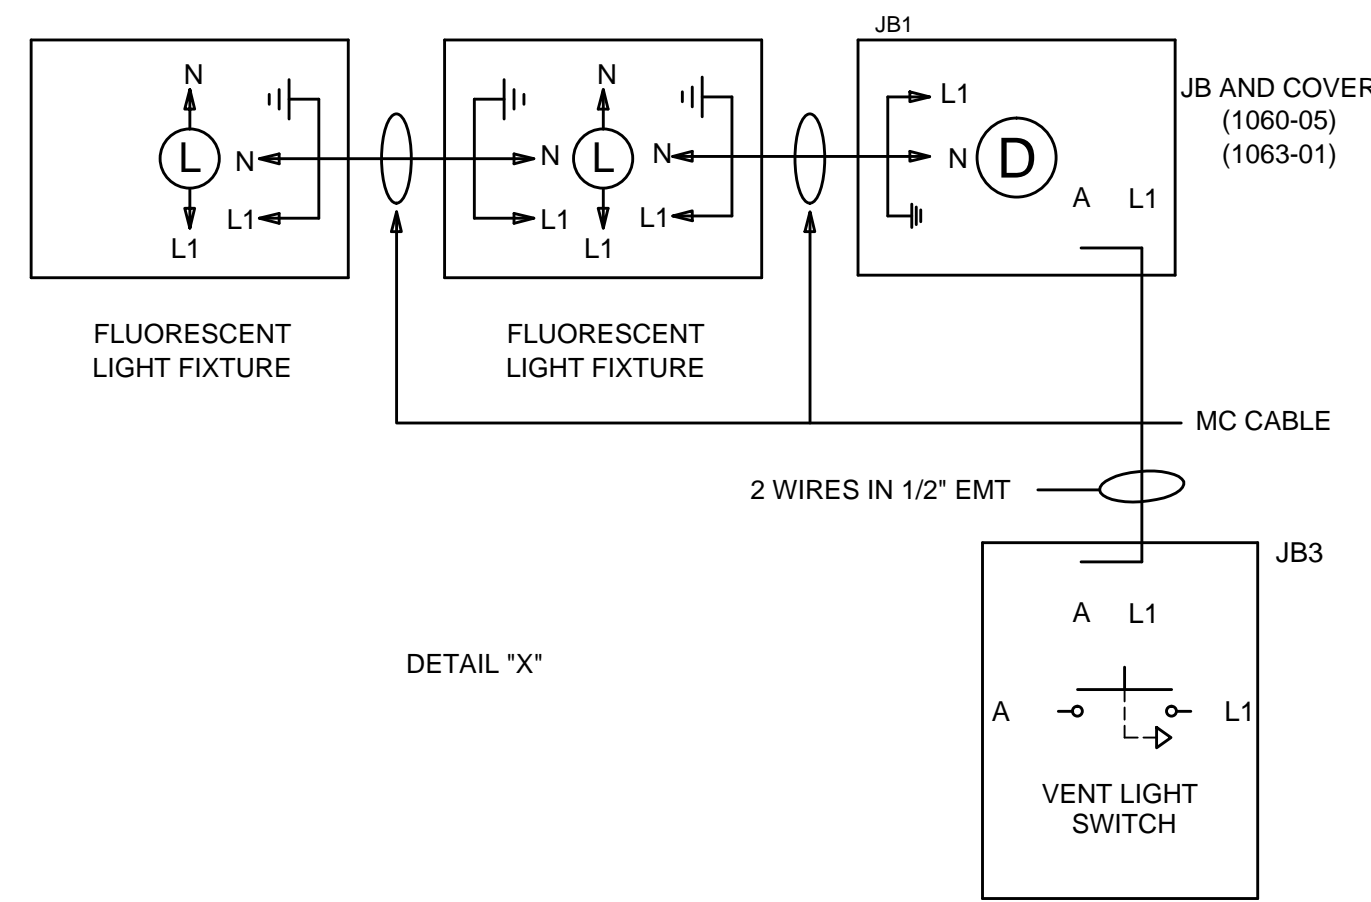 JB1
N
L
N
L1
L1
FLUORESCENT
LIGHT FIXTURE
N
N
L
N
L1
L1
L1
FLUORESCENT
LIGHT FIXTURE
L1
N
D
A L1
JB AND COVER
(1060-05)
(1063-01)
MC CABLE
2 WIRES IN 1/2" EMT
JB3
A L1
A
L1
VENT LIGHT
SWITCH
DETAIL "X"